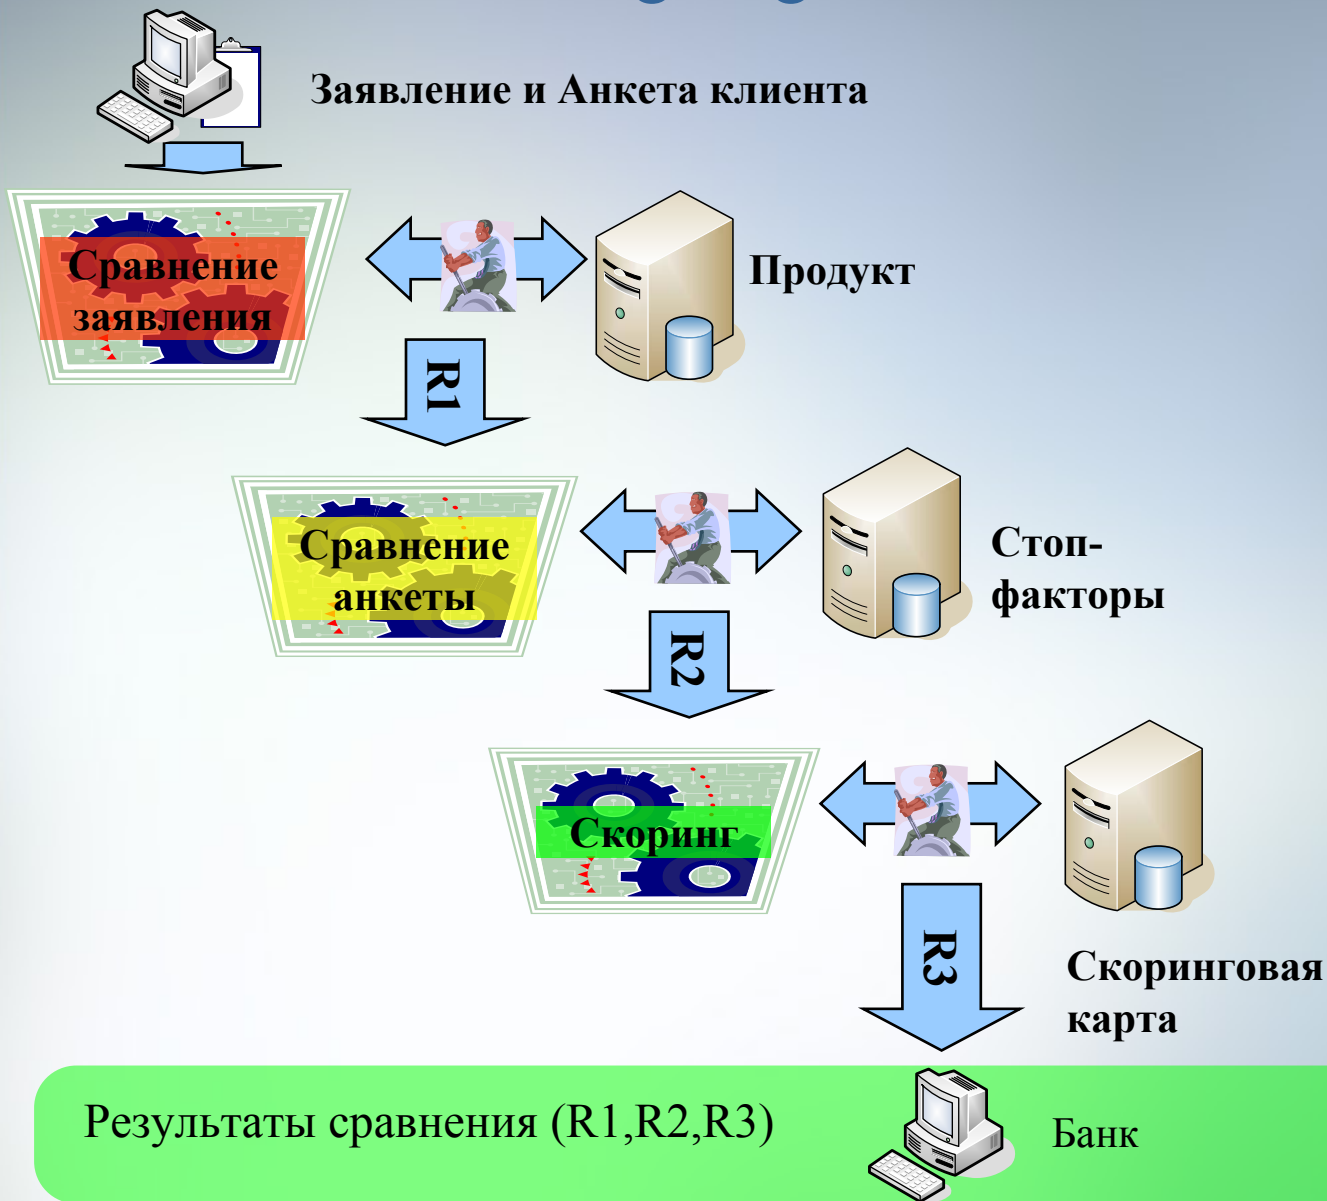 Заявление и Анкета клиента
Сравнение
заявления
Продукт
R1
Сравнение
анкеты
Стоп-
факторы
R2
Скоринг
R3
Скоринговая
карта
Результаты сравнения (R1,R2,R3)
Банк